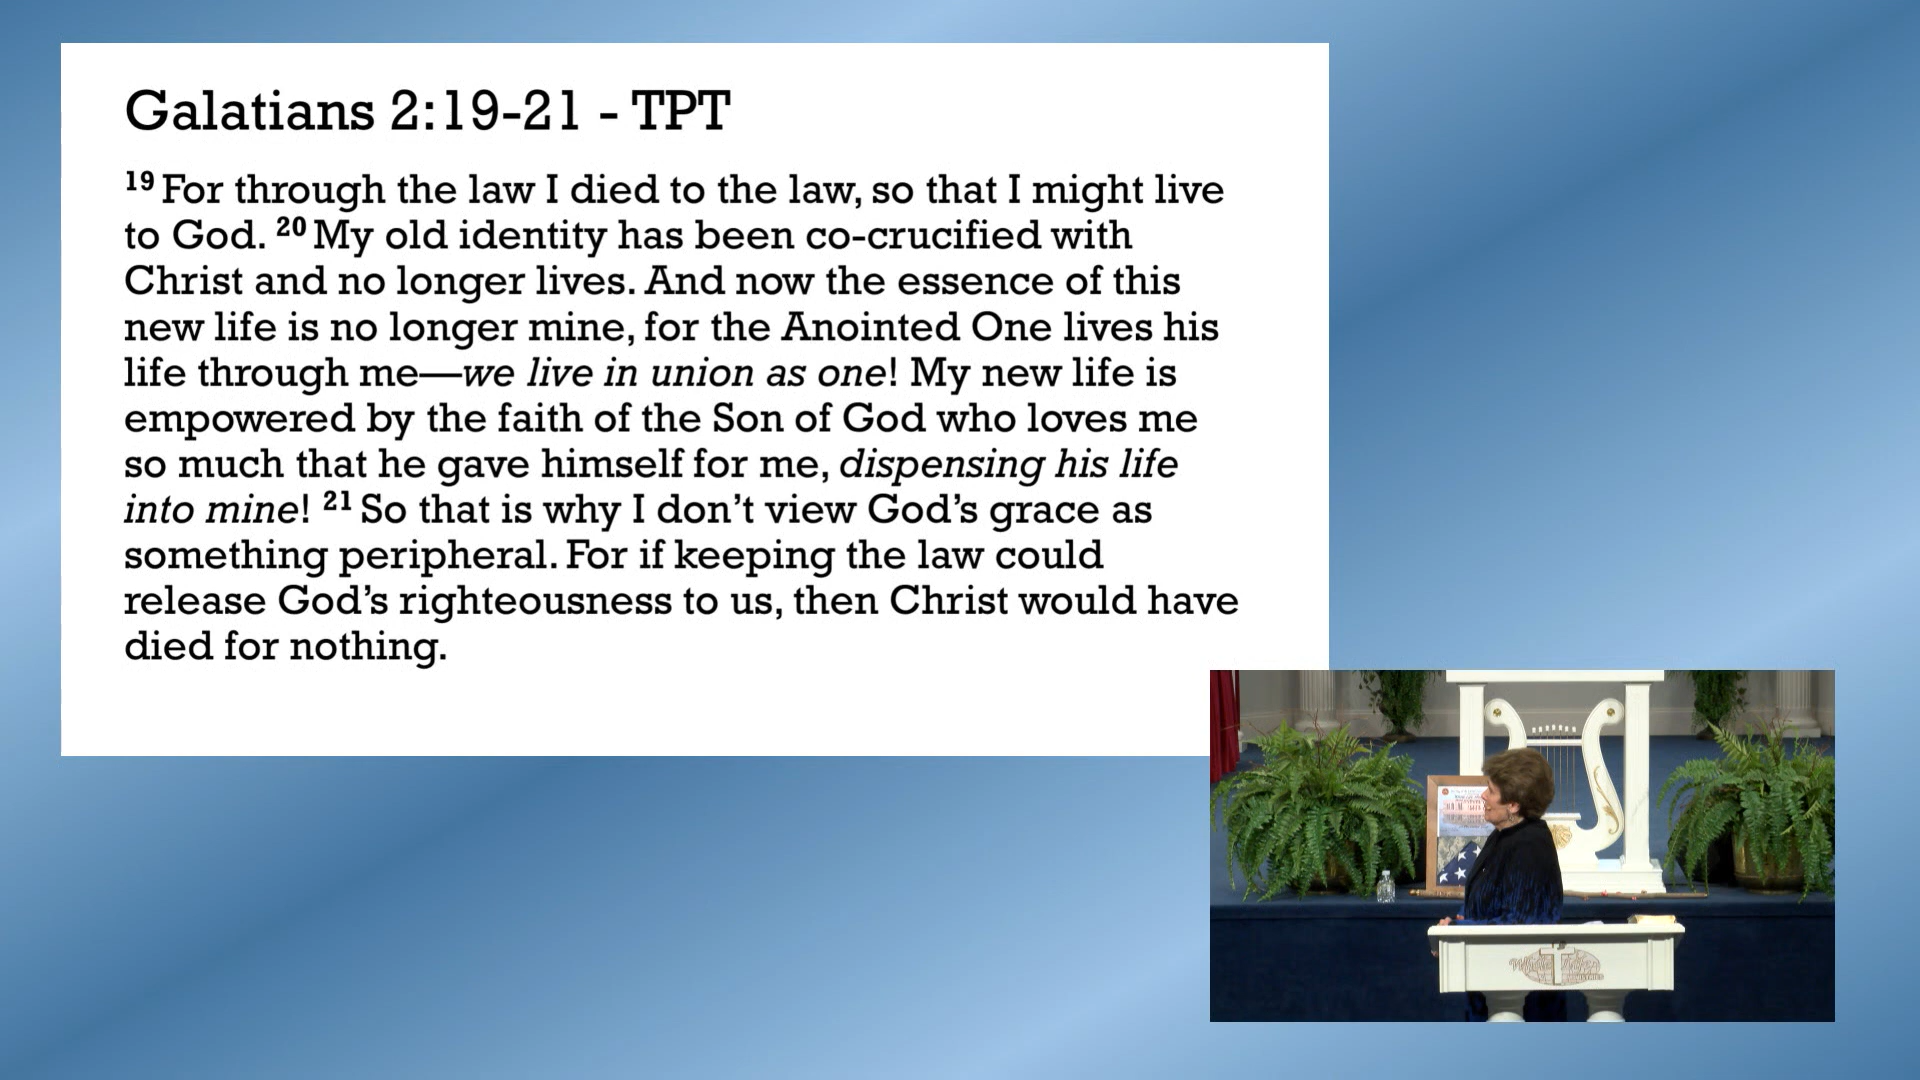 Galatians 2:19-21 - TPT
19 For through the law I died to the law, so that I might live
to God. 20 My old identity has been co-crucified with
Christ and no longer lives. And now the essence of this
new life is no longer mine, for the Anointed One lives his
life through me—we live in union as one! My new life is
empowered by the faith of the Son of God who loves me
so much that he gave himself for me, dispensing his life
into mine! 21 So that is why I don’t view God’s grace as
something peripheral. For if keeping the law could
release God’s righteousness to us, then Christ would have
died for nothing.